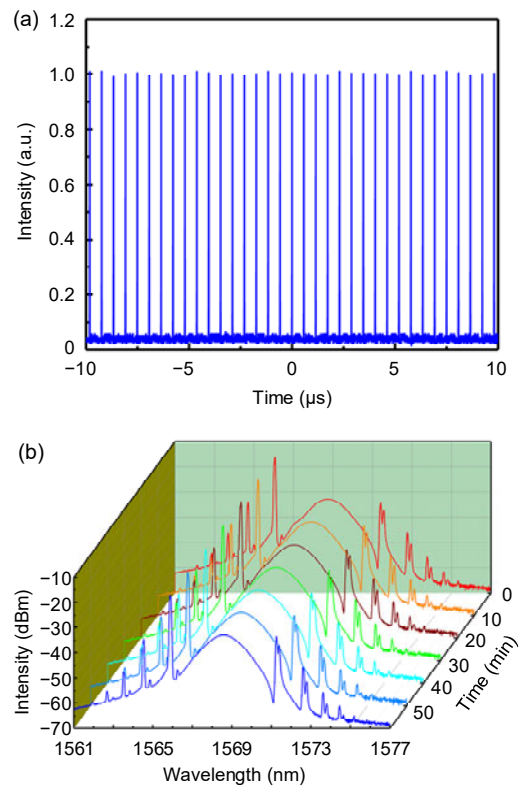 (a)
1.2
1.0
0.8
0.6
0.4
0.2
0
Intensity (a.u.)
−10 −5 0 5 10
Time (μs)
(b)
−10
−20
−30
−40
−50
−60
−70
Intensity (dBm)
1561 1565 1569 1573 1577
Wavelength (nm)
0
10
20
30
40
50
Time (min)